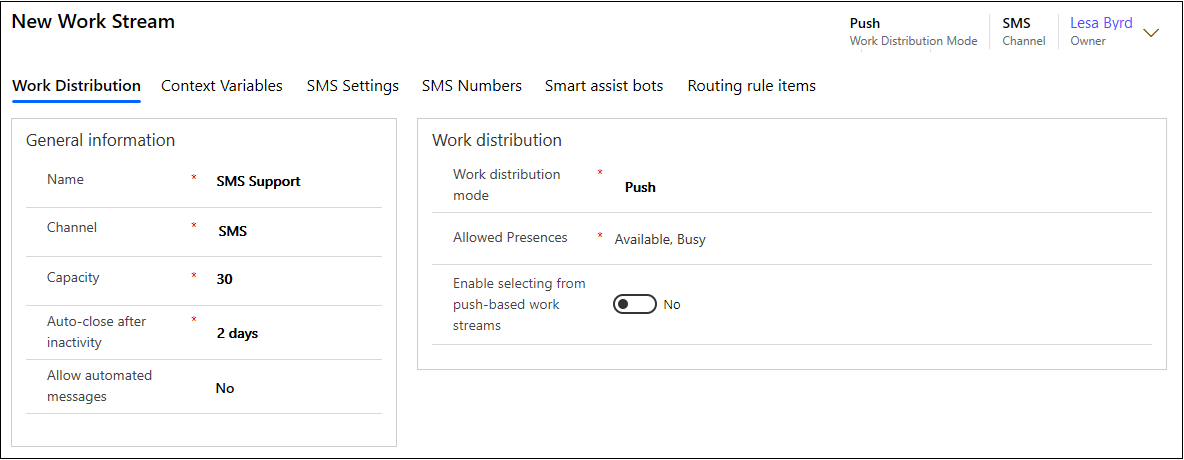 New Work Stream
Push
Work Distribution Mode
SMS
Channel
Lesa Byrd
Owner
Work Distribution Context Variables SMS Settings SMS Numbers Smart assist bots Routing rule items
General information
Name * SMS Support
Channel * SMS
Capacity * 30
Auto-close after
inactivity
* 2 days
Allow automated
messages
No
Work distribution
Work distribution
mode
* Push
Allowed Presences * Available, Busy
Enable selecting from
push-based work
streams
No